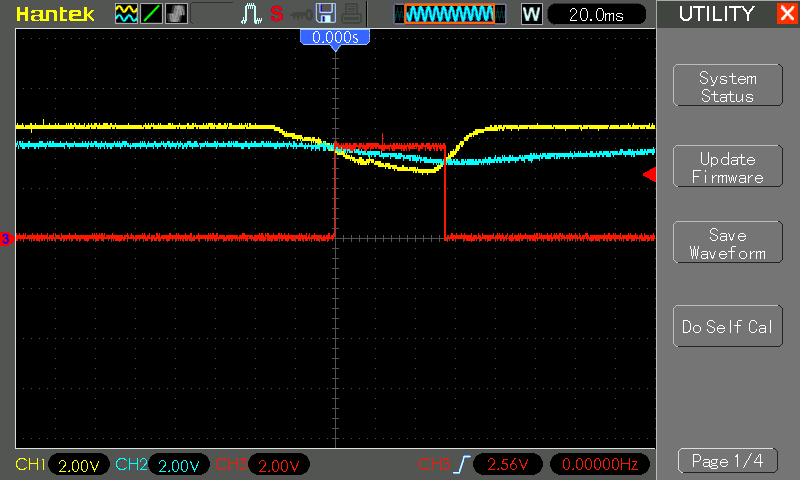 Hantek
S
W
20.0ms
UTILITY
X
0.000s
System
Status
Update
Firmware
Save
Waveform
Do Self Cal
3
CH1 2.00V CH2 2.00V CH3 2.00V CH3 2.56V 0.00000Hz
Page 1/4